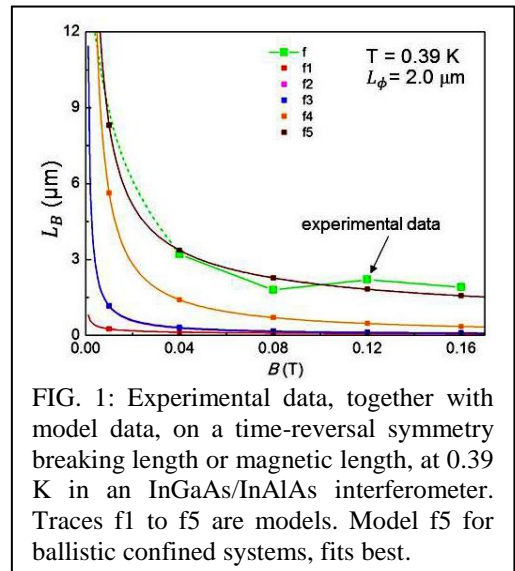 12
9
6
3
0
0.00
0.04
0.08
0.12
0.16
L_B (μm)
B (T)
f
f1
f2
f3
f4
f5
T = 0.39 K
L_ϕ = 2.0 μm
experimental data
FIG. 1: Experimental data, together with
model data, on a time-reversal symmetry
breaking length or magnetic length, at 0.39
K in an InGaAs/InAlAs interferometer.
Traces f1 to f5 are models. Model f5 for
ballistic confined systems, fits best.